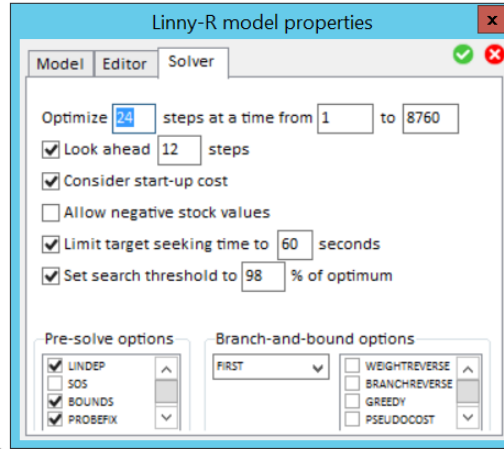 Linny-R model properties x
Model Editor Solver
Optimize 24 steps at a time from 1 to 8760
Look ahead 12 steps
Consider start-up cost
Allow negative stock values
Limit target seeking time to 60 seconds
Set search threshold to 98 % of optimum
Pre-solve options
LINDEP
SOS
BOUNDS
PROBEFIX
Branch-and-bound options
FIRST
WEIGHTREVERSE
BRANCHREVERSE
GREEDY
PSEUDOCOST